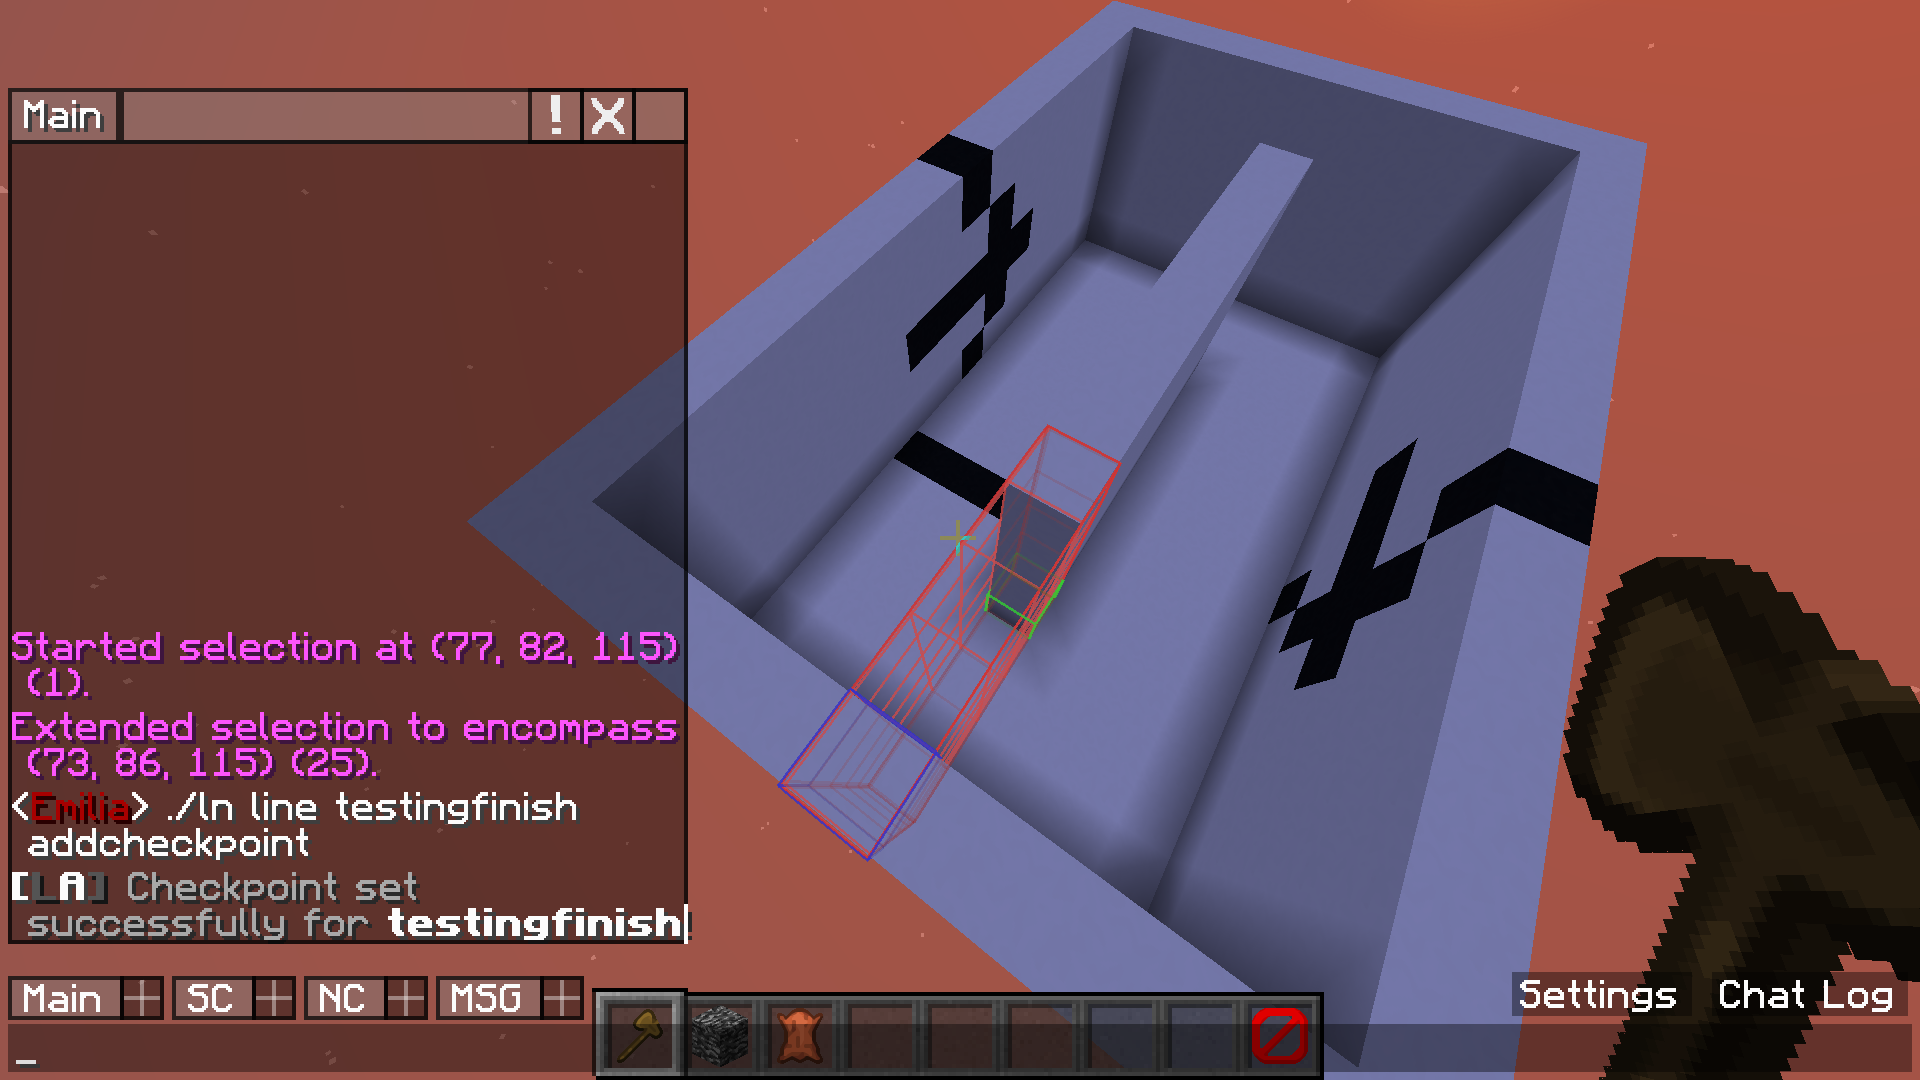 Main ! X
Started selection at (77, 82, 115)
(1).
Extended selection to encompass
(73, 86, 115) (25).
<Emilia> ./ln line testingfinish
addcheckpoint
[LA] Checkpoint set
successfully for testingfinish!
Main + SC + NC + MSG +
Settings Chat Log
_